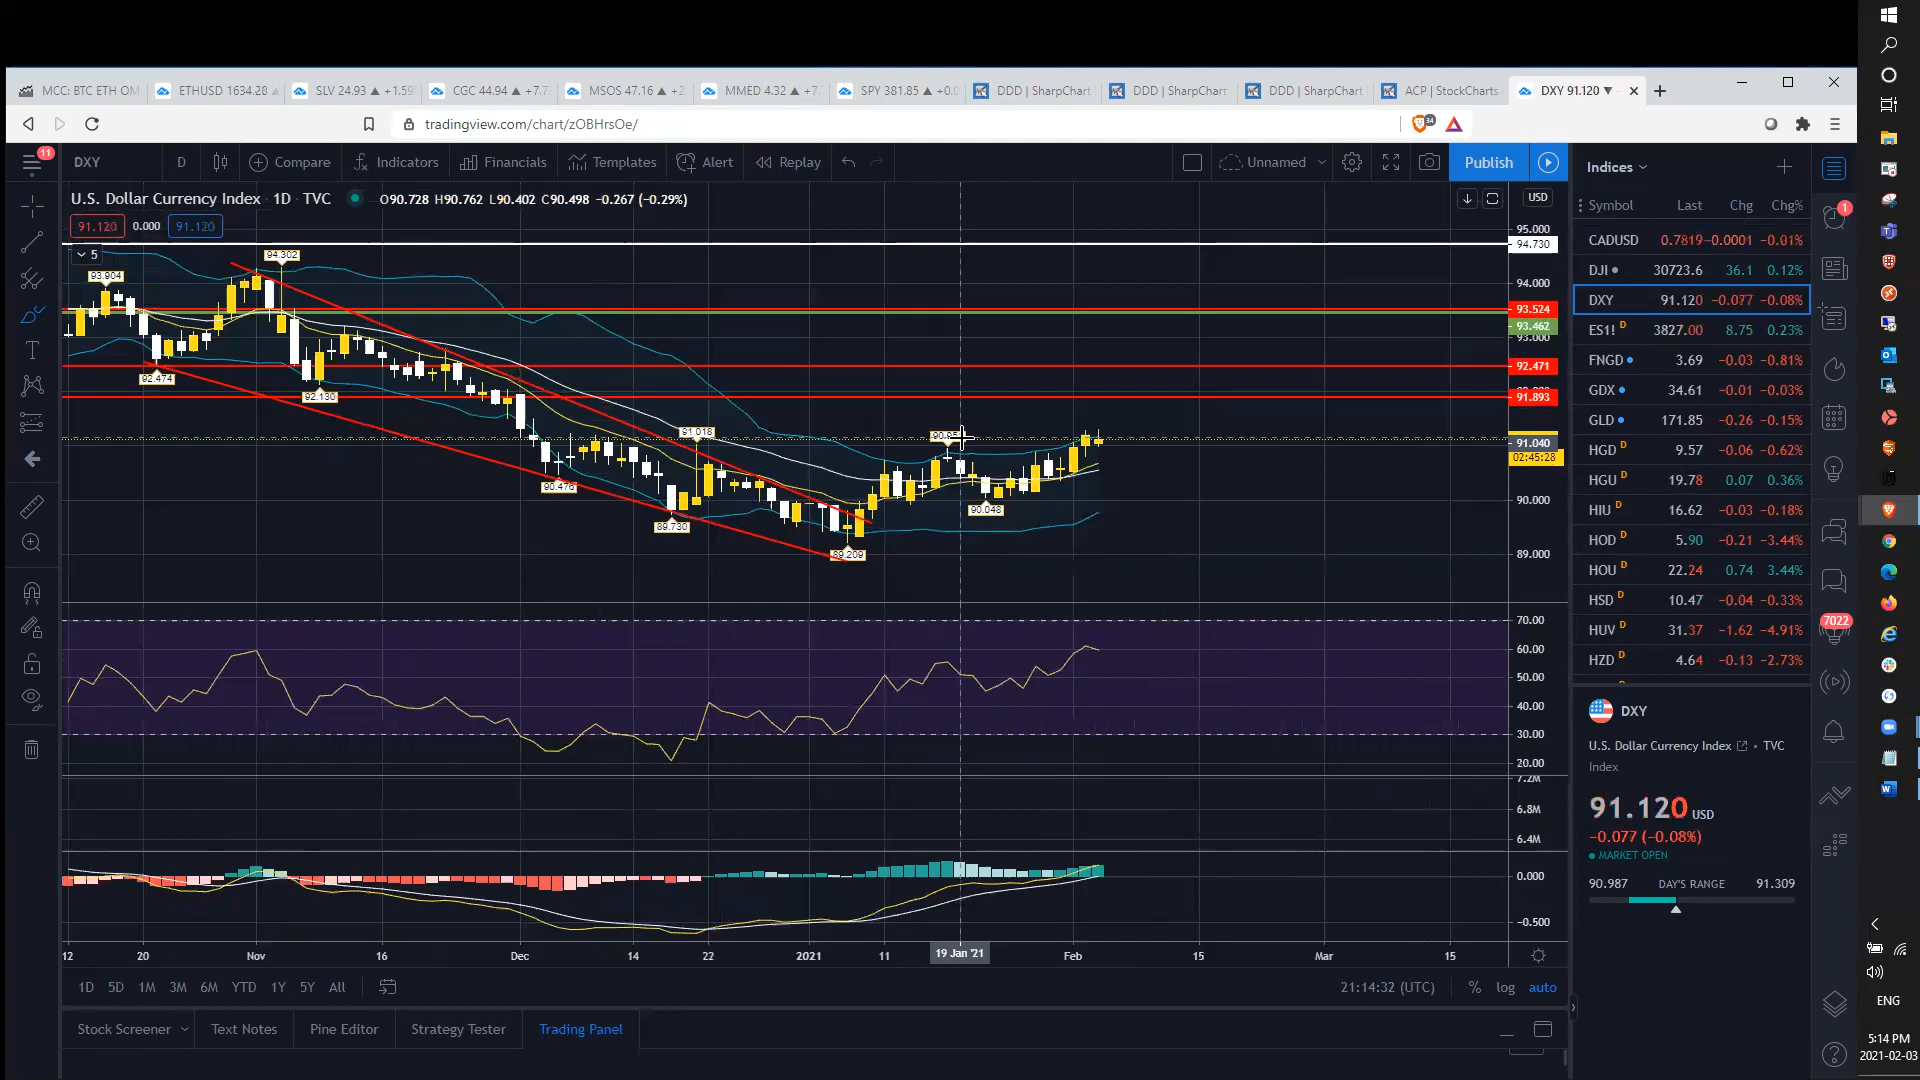 MCC: BTC ETH OM
ETHUSD 1634.28
SLV 24.93 ▲ +1.59
CGC 44.94 ▲ +7.7
MSOS 47.16 ▲ +2
MMED 4.32 ▲ +7.
SPY 381.85 ▲ +0.
DDD | SharpChart
DDD | SharpChart
DDD | SharpChart
ACP | StockCharts.
DXY 91.120 ▼
tradingview.com/chart/zOBHrsOe/
34
11
DXY
D
Compare
Indicators
Financials
Templates
Alert
Replay
Unnamed
Publish
U.S. Dollar Currency Index · 1D · TVC
O90.728 H90.762 L90.402 C90.498 −0.267 (−0.29%)
91.120
0.000
91.120
5
USD
93.904
94.302
92.474
92.130
91.018
90.476
89.730
89.209
90.048
95.000
94.730
94.000
93.524
93.462
93.000
92.471
91.893
91.040
02:45:28
90.000
89.000
70.00
60.00
50.00
40.00
30.00
20.00
7.2M
6.8M
6.4M
0.000
−0.500
12
20
Nov
16
Dec
14
22
2021
11
19 Jan '21
Feb
15
Mar
15
1D 5D 1M 3M 6M YTD 1Y 5Y All
21:14:32 (UTC)
% log auto
Stock Screener
Text Notes
Pine Editor
Strategy Tester
Trading Panel
Indices
Symbol Last Chg Chg%
CADUSD 0.7819 −0.0001 −0.01%
DJI 30723.6 36.1 0.12%
DXY 91.120 −0.077 −0.08%
ES1! D 3827.00 8.75 0.23%
FNGD 3.69 −0.03 −0.81%
GDX 34.61 −0.01 −0.03%
GLD 171.85 −0.26 −0.15%
HGD D 9.57 −0.06 −0.62%
HGU D 19.78 0.07 0.36%
HIU D 16.62 −0.03 −0.18%
HOD D 5.90 −0.21 −3.44%
HOU D 22.24 0.74 3.44%
HSD D 10.47 −0.04 −0.33%
HUV D 31.37 −1.62 −4.91%
HZD D 4.64 −0.13 −2.73%
DXY
U.S. Dollar Currency Index • TVC
Index
91.120 USD
−0.077 (−0.08%)
MARKET OPEN
90.987 DAY'S RANGE 91.309
1
7022
ENG
5:14 PM
2021-02-03